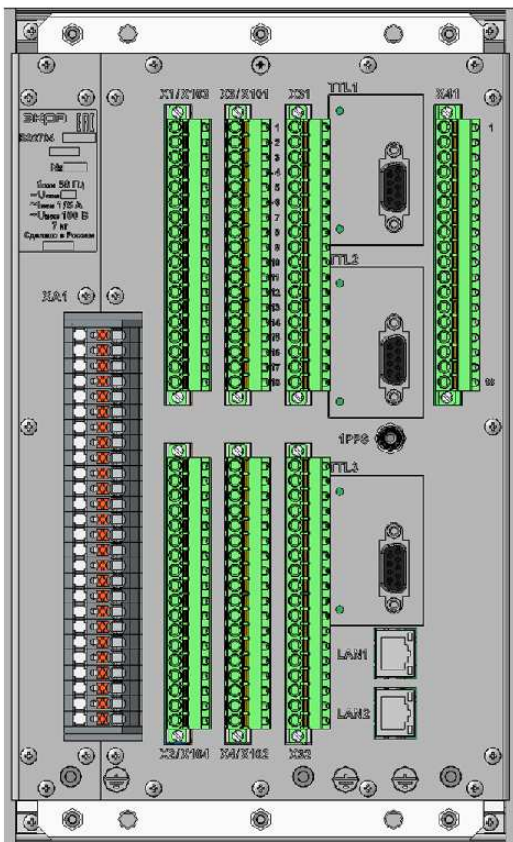 X1/X103
X3/X101
X31
TTL1
X41
ЭКРА
ЕАС
№
fном 50 Гц
~Iном 1/5 А
~Uном 100 В
7 кг
Сделано в России
1
2
3
4
5
6
7
8
9
10
11
12
13
14
15
16
17
18
1
18
TTL2
XA1
1PPS
TTL3
LAN1
LAN2
X2/X104
X4/X102
X32